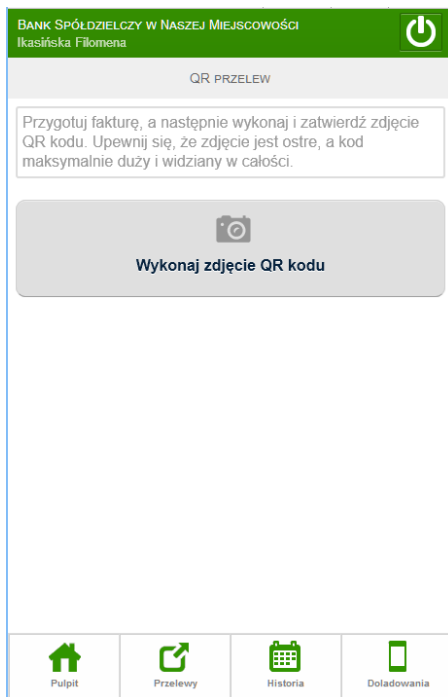 Bank Spółdzielczy w Naszej Miejscowości
Ikasińska Filomena
QR przelew
Przygotuj fakturę, a następnie wykonaj i zatwierdź zdjęcie
QR kodu. Upewnij się, że zdjęcie jest ostre, a kod
maksymalnie duży i widziany w całości.
Wykonaj zdjęcie QR kodu
Pulpit
Przelewy
Historia
Doladowania